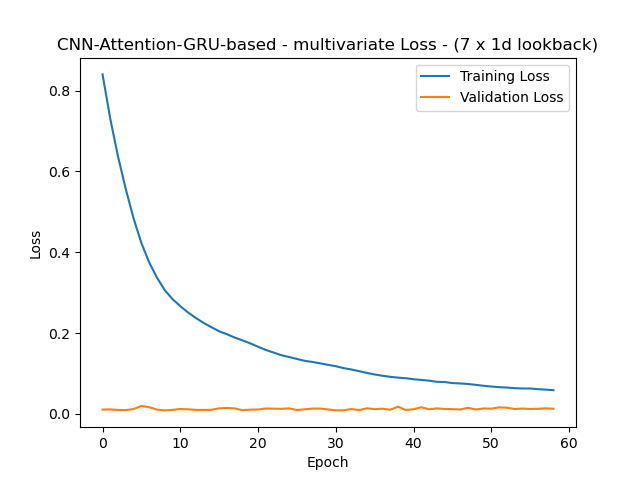 CNN-Attention-GRU-based - multivariate Loss - (7 x 1d lookback)
Training Loss
Validation Loss
Loss
0.8
0.6
0.4
0.2
0.0
0 10 20 30 40 50 60
Epoch